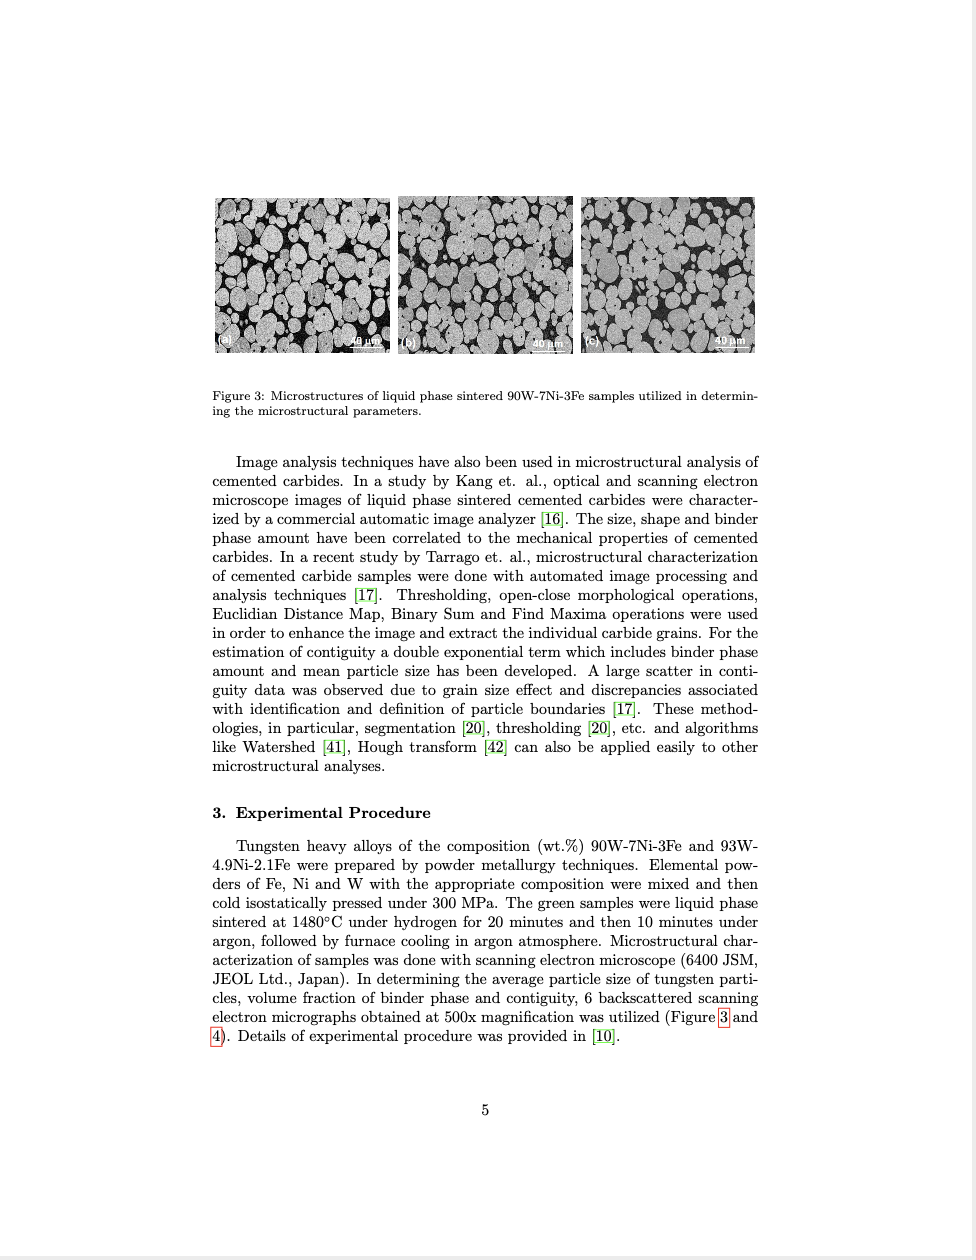 (a)
40 µm
(b)
40 µm
(c)
40 µm
Figure 3: Microstructures of liquid phase sintered 90W-7Ni-3Fe samples utilized in determin-
ing the microstructural parameters.
Image analysis techniques have also been used in microstructural analysis of
cemented carbides. In a study by Kang et. al., optical and scanning electron
microscope images of liquid phase sintered cemented carbides were character-
ized by a commercial automatic image analyzer [16]. The size, shape and binder
phase amount have been correlated to the mechanical properties of cemented
carbides. In a recent study by Tarrago et. al., microstructural characterization
of cemented carbide samples were done with automated image processing and
analysis techniques [17]. Thresholding, open-close morphological operations,
Euclidian Distance Map, Binary Sum and Find Maxima operations were used
in order to enhance the image and extract the individual carbide grains. For the
estimation of contiguity a double exponential term which includes binder phase
amount and mean particle size has been developed. A large scatter in conti-
guity data was observed due to grain size effect and discrepancies associated
with identification and definition of particle boundaries [17]. These method-
ologies, in particular, segmentation [20], thresholding [20], etc. and algorithms
like Watershed [41], Hough transform [42] can also be applied easily to other
microstructural analyses.
3. Experimental Procedure
Tungsten heavy alloys of the composition (wt.%) 90W-7Ni-3Fe and 93W-
4.9Ni-2.1Fe were prepared by powder metallurgy techniques. Elemental pow-
ders of Fe, Ni and W with the appropriate composition were mixed and then
cold isostatically pressed under 300 MPa. The green samples were liquid phase
sintered at 1480°C under hydrogen for 20 minutes and then 10 minutes under
argon, followed by furnace cooling in argon atmosphere. Microstructural char-
acterization of samples was done with scanning electron microscope (6400 JSM,
JEOL Ltd., Japan). In determining the average particle size of tungsten parti-
cles, volume fraction of binder phase and contiguity, 6 backscattered scanning
electron micrographs obtained at 500x magnification was utilized (Figure 3 and
4). Details of experimental procedure was provided in [10].
5